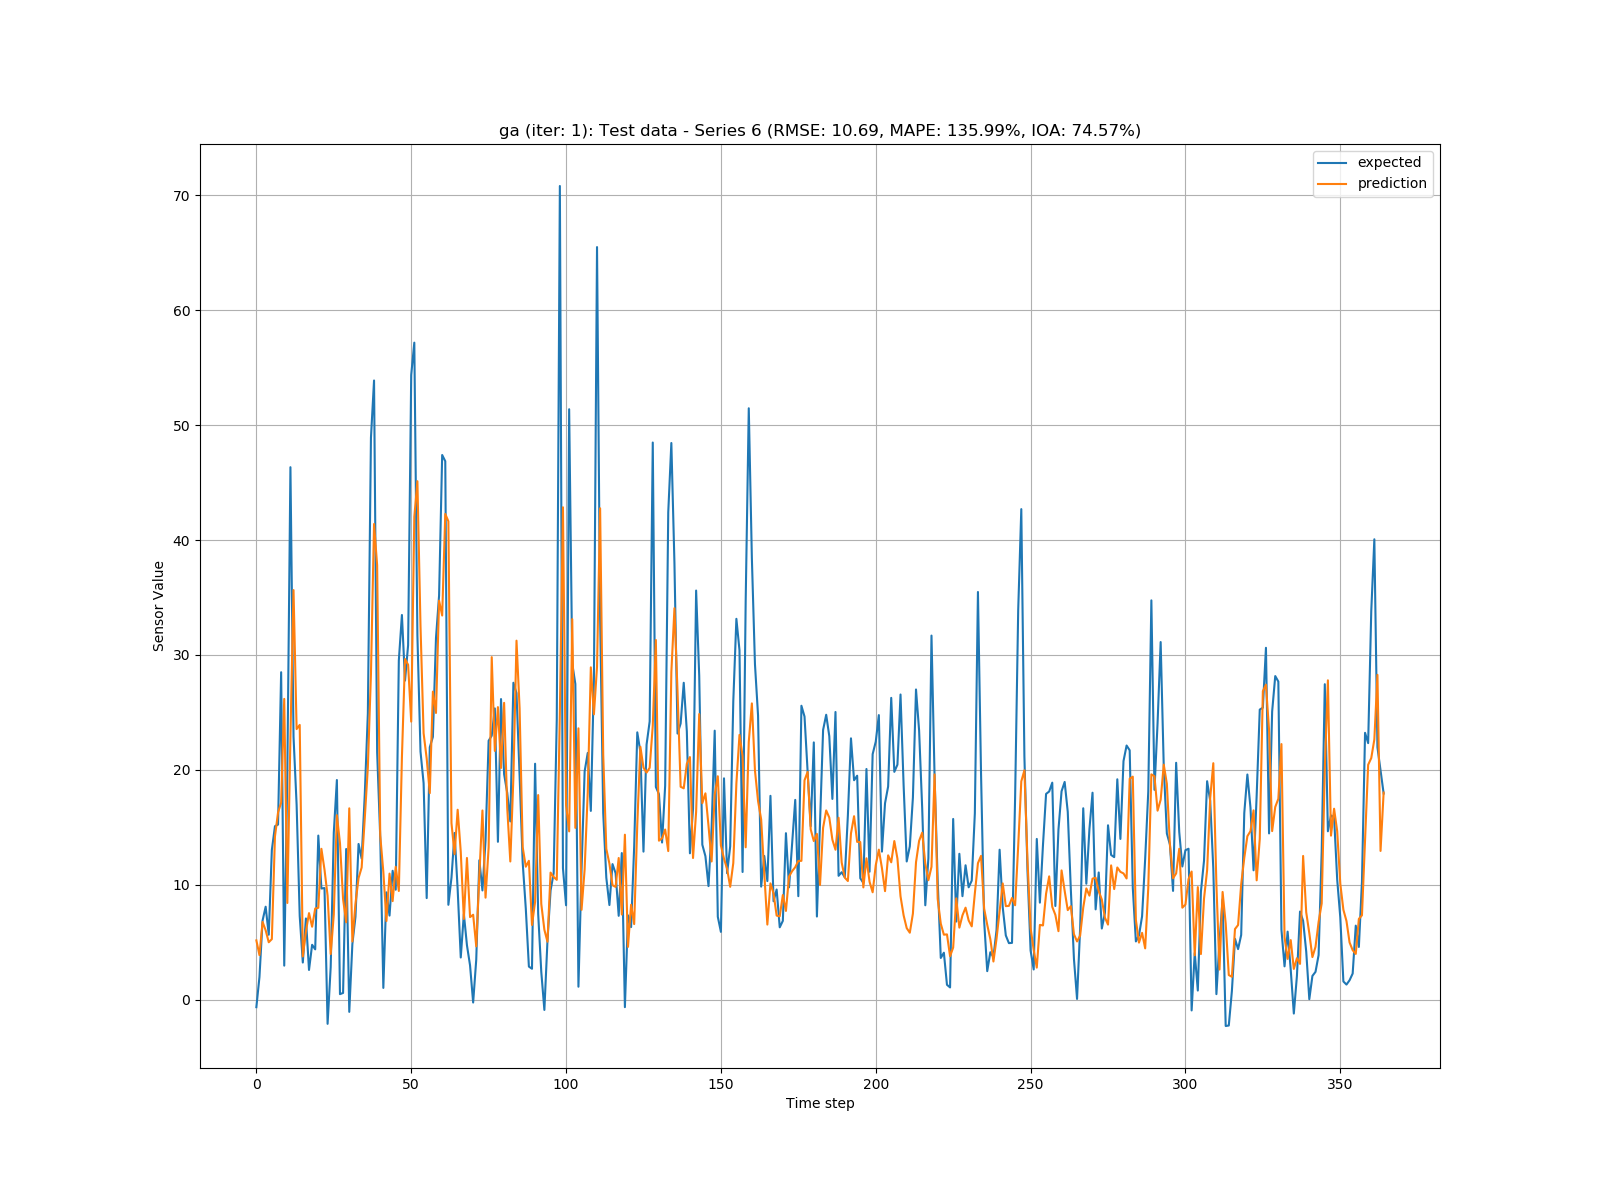 ga (iter: 1): Test data - Series 6 (RMSE: 10.69, MAPE: 135.99%, IOA: 74.57%)
expected
prediction
70
60
50
40
30
20
10
0
Sensor Value
0 50 100 150 200 250 300 350
Time step